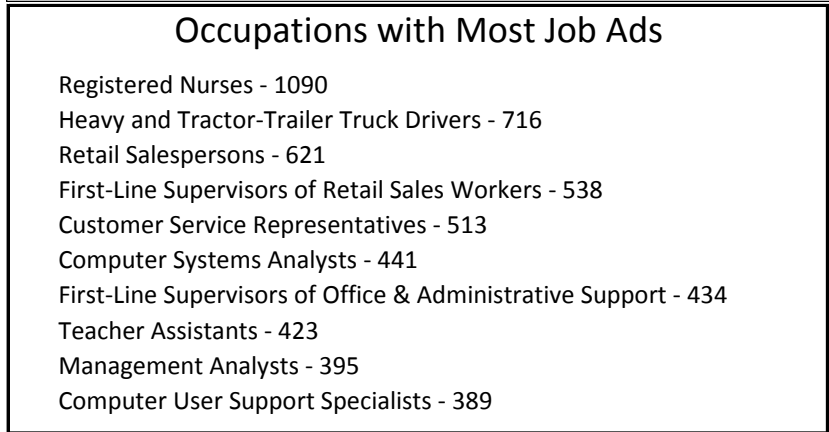 Occupations with Most Job Ads
Registered Nurses - 1090
Heavy and Tractor-Trailer Truck Drivers - 716
Retail Salespersons - 621
First-Line Supervisors of Retail Sales Workers - 538
Customer Service Representatives - 513
Computer Systems Analysts - 441
First-Line Supervisors of Office & Administrative Support - 434
Teacher Assistants - 423
Management Analysts - 395
Computer User Support Specialists - 389